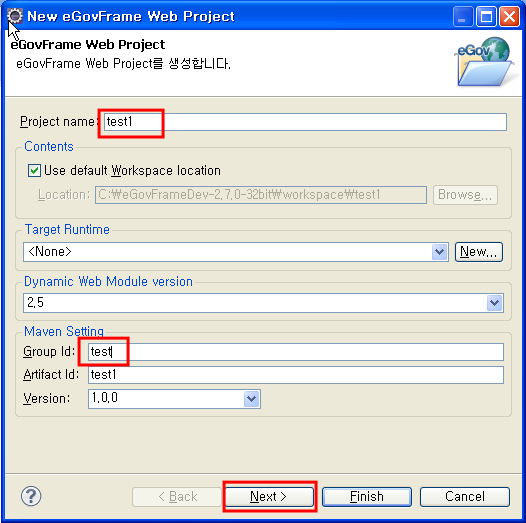 New eGovFrame Web Project
eGovFrame Web Project
eGovFrame Web Project를 생성합니다.
eGov
Project name: test1
Contents
Use default Workspace location
Location: C:\eGovFrameDev-2.7.0-32bit\workspace\test1 Browse...
Target Runtime
<None> New...
Dynamic Web Module version
2.5
Maven Setting
Group Id: test
Artifact Id: test1
Version: 1.0.0
? < Back Next > Finish Cancel